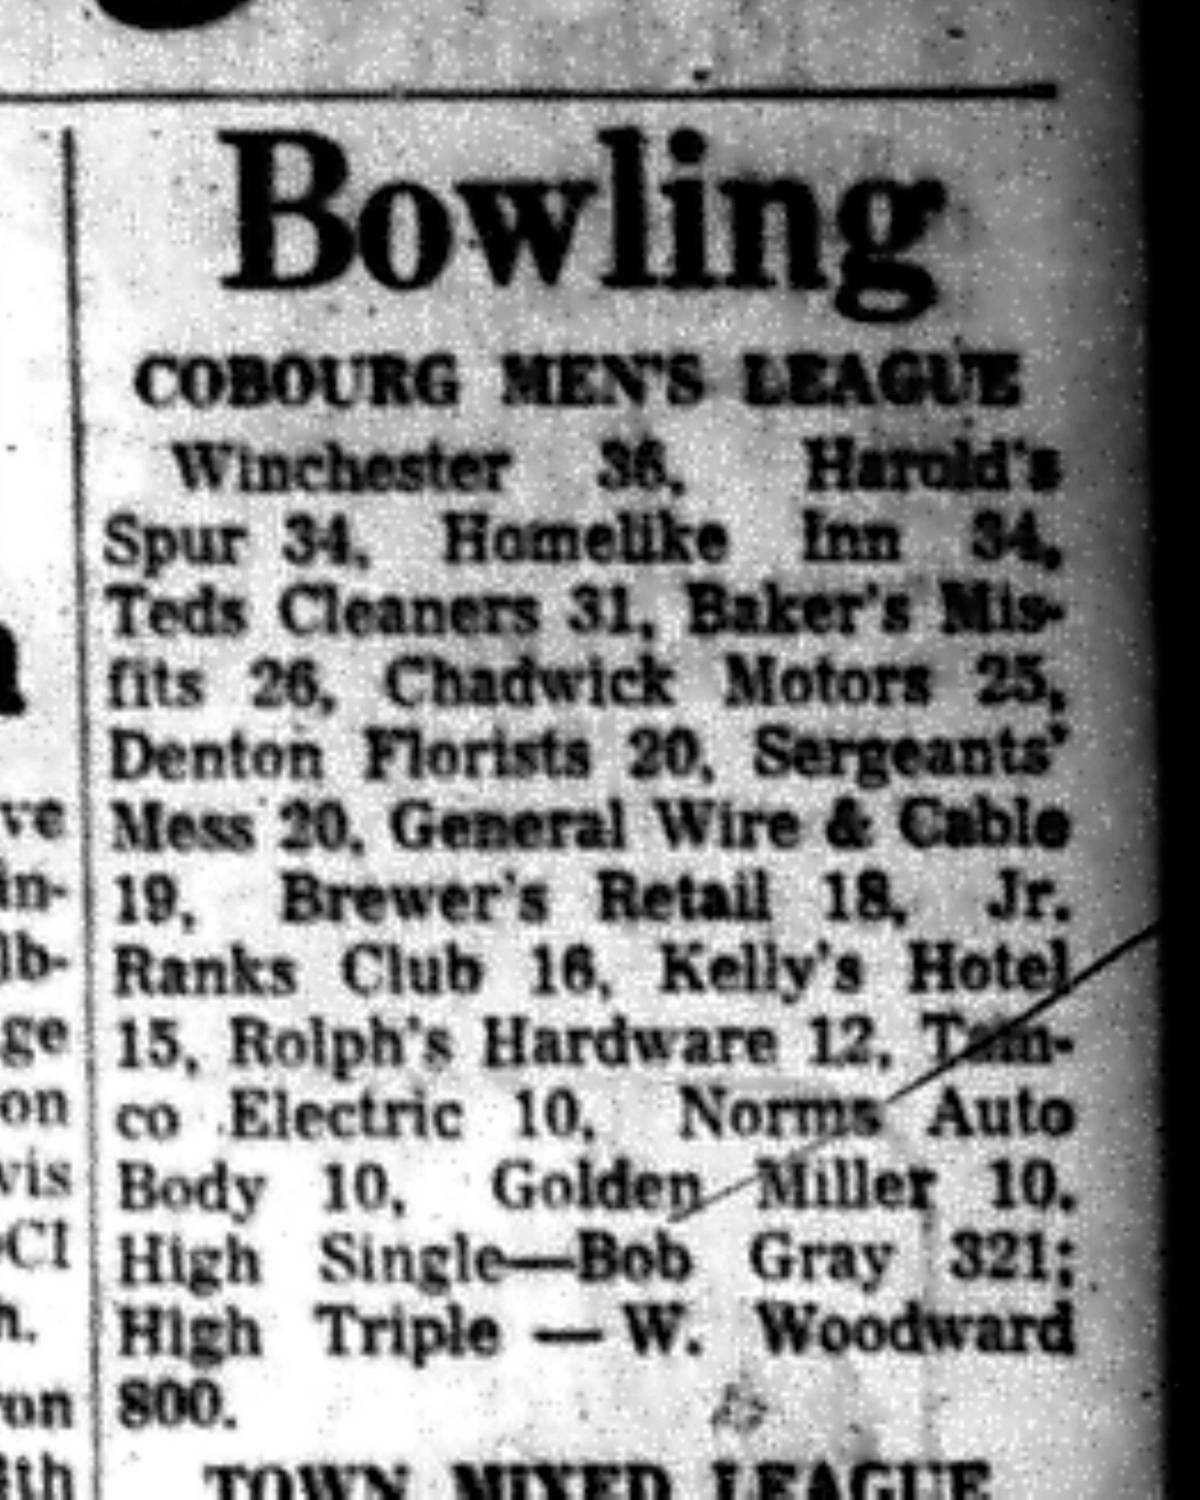 Bowling
COBOURG MEN'S LEAGUE
Winchester 36, Harold's
Spur 34, Homelike Inn 34,
Teds Cleaners 31, Baker's Mis-
fits 26, Chadwick Motors 25,
Denton Florists 20, Sergeants'
Mess 20, General Wire & Cable
19, Brewer's Retail 18, Jr.
Ranks Club 16, Kelly's Hotel
15, Rolph's Hardware 12, Tam-
co Electric 10, Norms Auto
Body 10, Golden Miller 10.
High Single—Bob Gray 321;
High Triple — W. Woodward
800.
TOWN MIXED LEAGUE